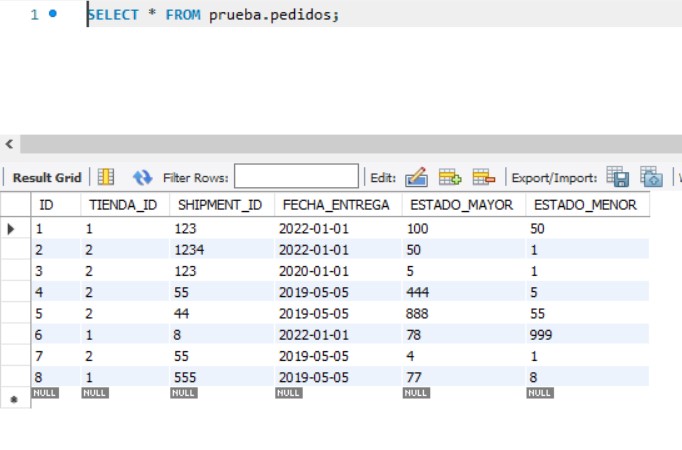 1 SELECT * FROM prueba.pedidos;
Result Grid Filter Rows: Edit: Export/Import:
ID TIENDA_ID SHIPMENT_ID FECHA_ENTREGA ESTADO_MAYOR ESTADO_MENOR
1 1 123 2022-01-01 100 50
2 2 1234 2022-01-01 50 1
3 2 123 2020-01-01 5 1
4 2 55 2019-05-05 444 5
5 2 44 2019-05-05 888 55
6 1 8 2022-01-01 78 999
7 2 55 2019-05-05 4 1
8 1 555 2019-05-05 77 8
NULL NULL NULL NULL NULL NULL